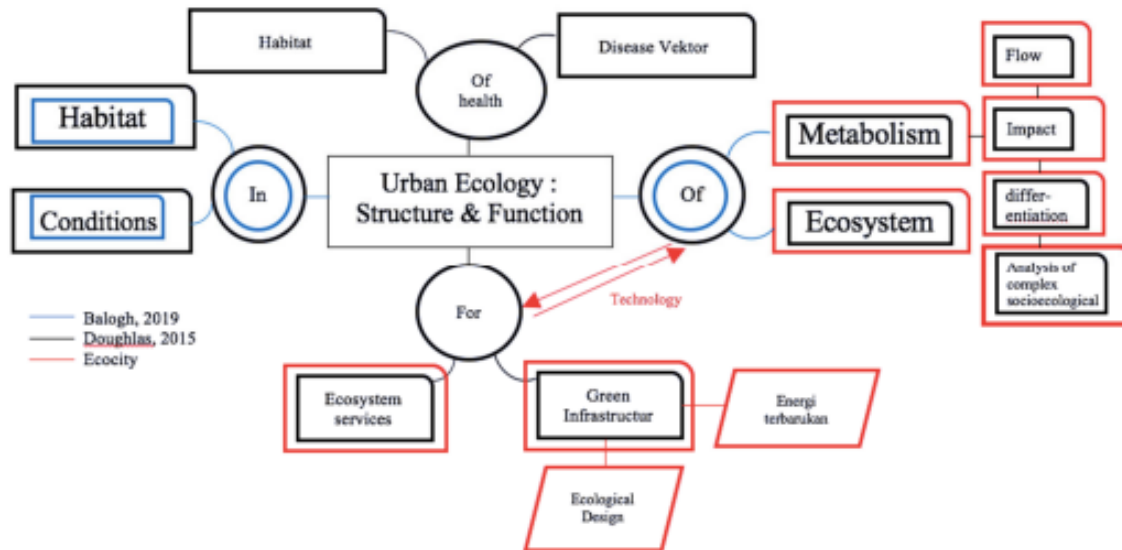 Habitat
Disease Vektor
Of
health
Habitat
Conditions
In
Urban Ecology :
Structure & Function
Of
Metabolism
Ecosystem
Flow
Impact
differ-
entiation
Analysis of
complex
socioecological
Technology
For
Balogh, 2019
Doughlas, 2015
Ecocity
Ecosystem
services
Green
Infrastructur
Energi
terbarukan
Ecological
Design